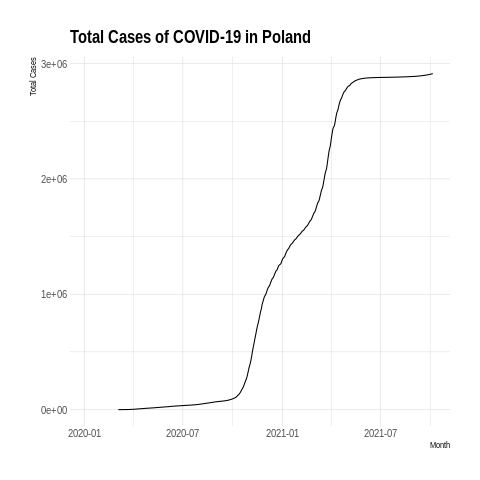 Total Cases of COVID-19 in Poland
Total Cases
3e+06
2e+06
1e+06
0e+00
2020-01 2020-07 2021-01 2021-07
Month